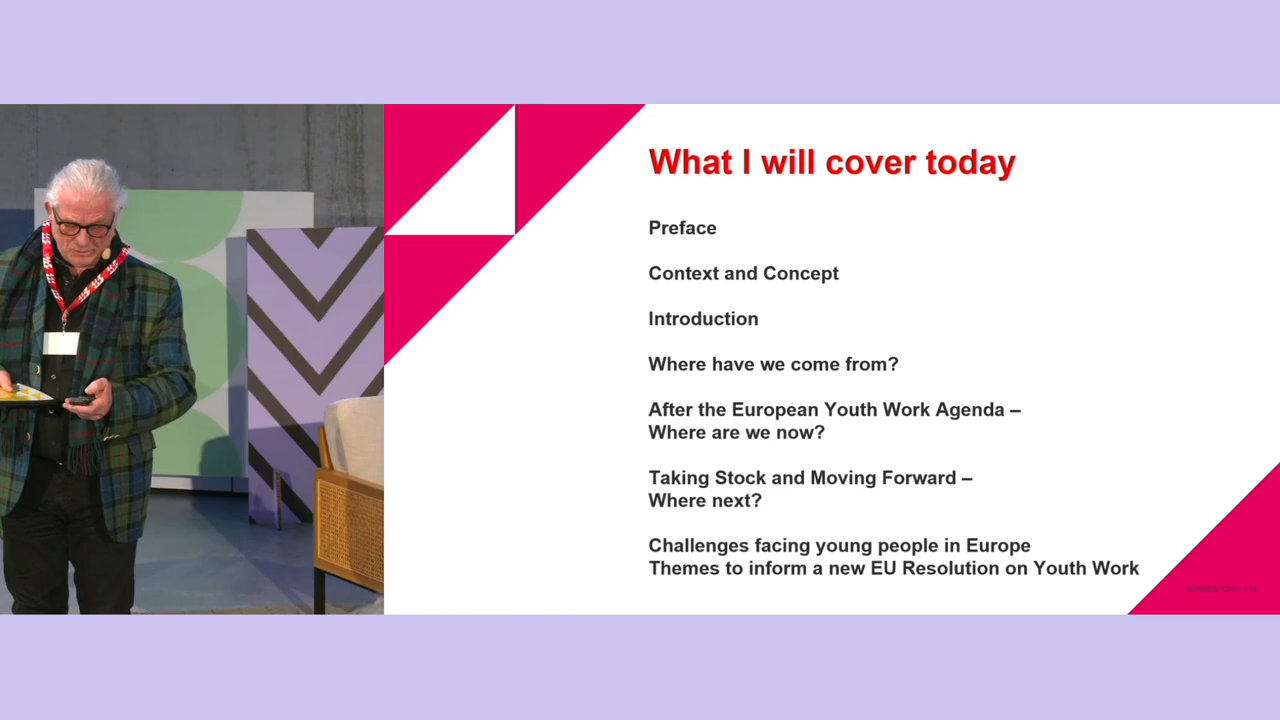 What I will cover today
Preface
Context and Concept
Introduction
Where have we come from?
After the European Youth Work Agenda –
Where are we now?
Taking Stock and Moving Forward –
Where next?
Challenges facing young people in Europe
Themes to inform a new EU Resolution on Youth Work